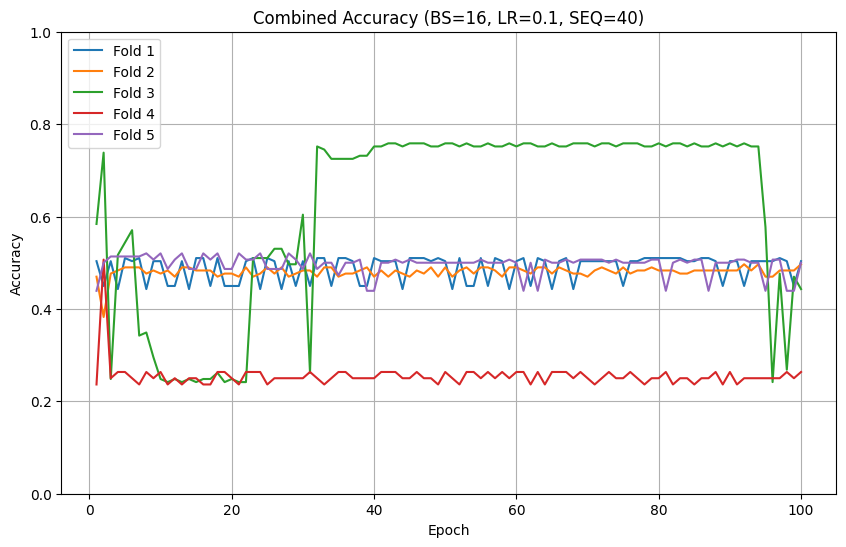 Combined Accuracy (BS=16, LR=0.1, SEQ=40)
1.0
0.8
0.6
0.4
0.2
0.0
Accuracy
Fold 1
Fold 2
Fold 3
Fold 4
Fold 5
0 20 40 60 80 100
Epoch